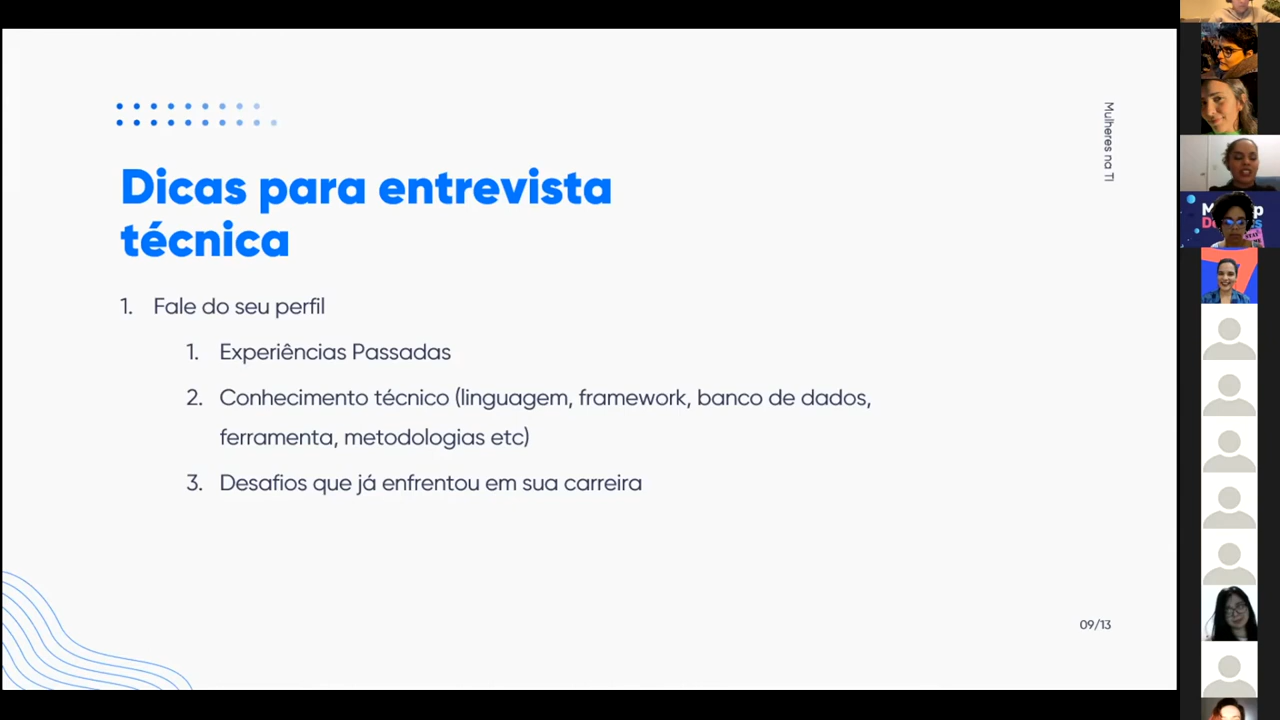 Mulheres na TI
Dicas para entrevista
técnica
1. Fale do seu perfil
1. Experiências Passadas
2. Conhecimento técnico (linguagem, framework, banco de dados,
ferramenta, metodologias etc)
3. Desafios que já enfrentou em sua carreira
09/13